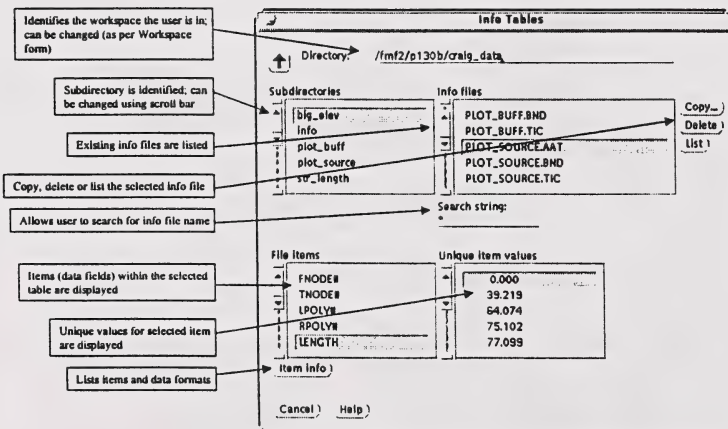 Info Tables
Identifies the workspace the user is in;
can be changed (as per Workspace
form)
Directory: /fmf2/p130b/craig_data
Subdirectory is identified; can
be changed using scroll bar
Existing info files are listed
Copy, delete or list the selected info file
Allows user to search for info file name
Subdirectories
big_elev
info
plot_buff
plot_source
str_length
Info files
PLOT_BUFF.BND
PLOT_BUFF.TIC
PLOT_SOURCE.AAT
PLOT_SOURCE.BND
PLOT_SOURCE.TIC
Copy...
Delete
List
Search string:
*
Items (data fields) within the selected
table are displayed
Unique values for selected item
are displayed
Lists items and data formats
File items
FNODE#
TNODE#
LPOLY#
RPOLY#
LENGTH
Unique item values
0.000
39.219
64.074
75.102
77.099
Item info
Cancel Help